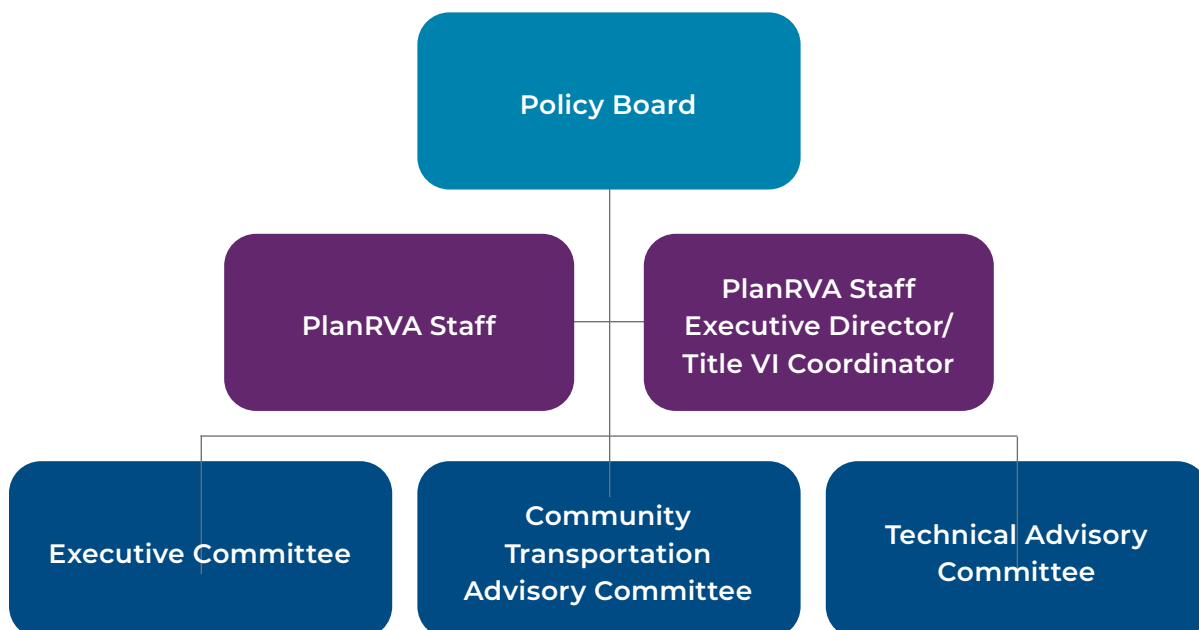 Policy Board
PlanRVA Staff
PlanRVA Staff
Executive Director/
Title VI Coordinator
Executive Committee
Community
Transportation
Advisory Committee
Technical Advisory
Committee